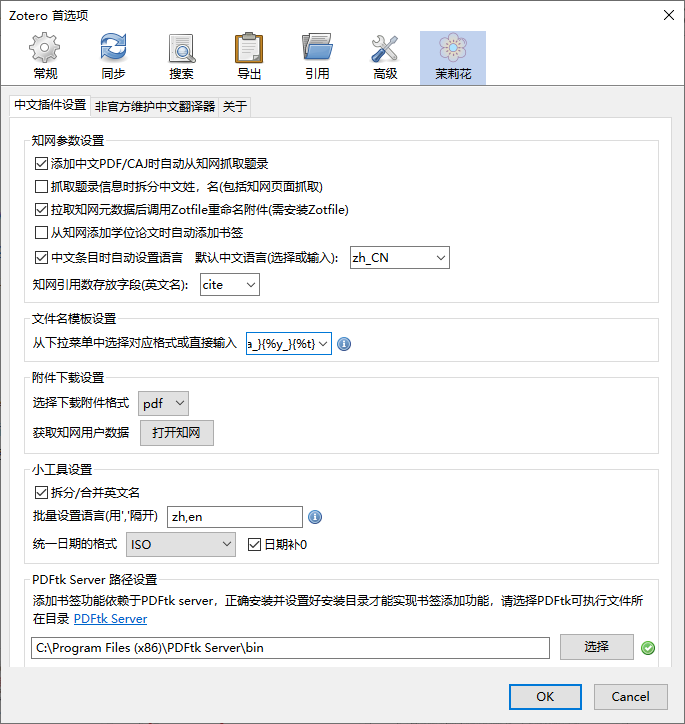 Zotero 首选项
常规 同步 搜索 导出 引用 高级 茉莉花
中文插件设置 非官方维护中文翻译器 关于
知网参数设置
添加中文PDF/CAJ时自动从知网抓取题录
抓取题录信息时拆分中文姓，名(包括知网页面抓取)
拉取知网元数据后调用Zotfile重命名附件(需安装Zotfile)
从知网添加学位论文时自动添加书签
中文条目时自动设置语言 默认中文语言(选择或输入): zh_CN
知网引用数存放字段(英文名): cite
文件名模板设置
从下拉菜单中选择对应格式或直接输入 a_}{%y_}{%t}
附件下载设置
选择下载附件格式 pdf
获取知网用户数据 打开知网
小工具设置
拆分/合并英文名
批量设置语言(用','隔开) zh,en
统一日期的格式 ISO 日期补0
PDFtk Server 路径设置
添加书签功能依赖于PDFtk server，正确安装并设置好安装目录才能实现书签添加功能，请选择PDFtk可执行文件所
在目录 PDFtk Server
C:\Program Files (x86)\PDFtk Server\bin 选择
OK Cancel